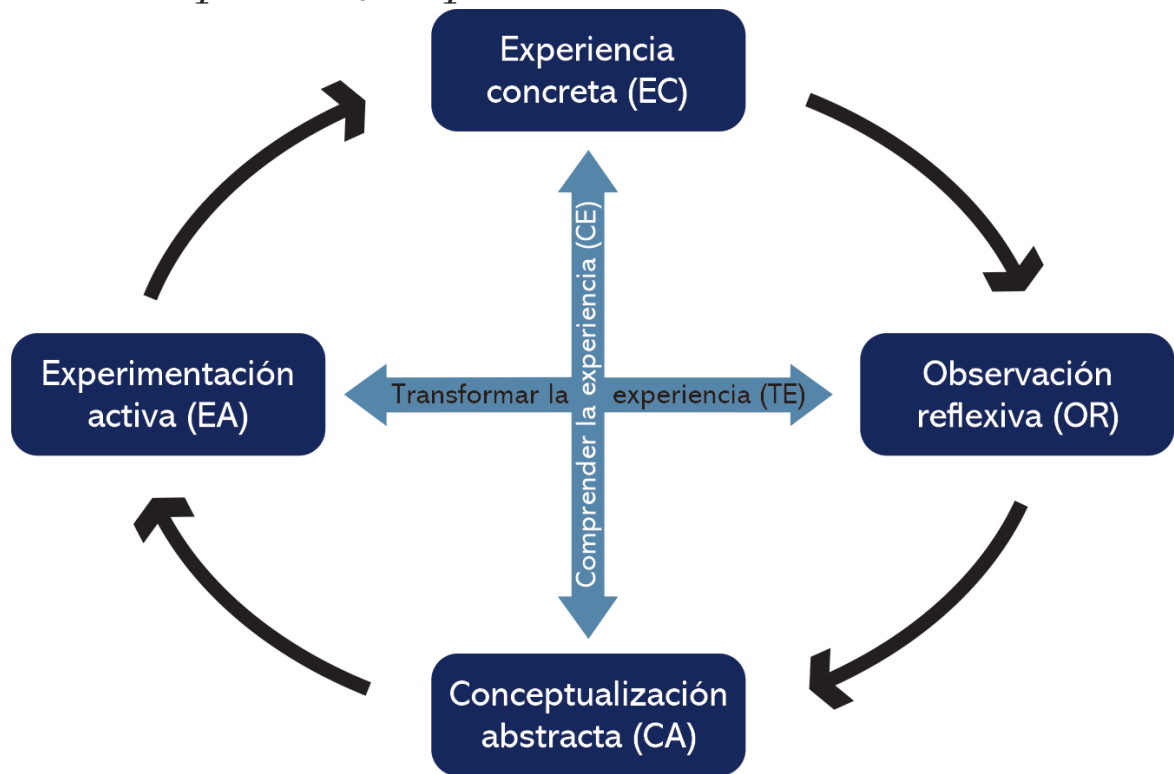 Experiencia
concreta (EC)
Comprender la experiencia (CE)
Experimentación
activa (EA)
Transformar la experiencia (TE)
Observación
reflexiva (OR)
Conceptualización
abstracta (CA)